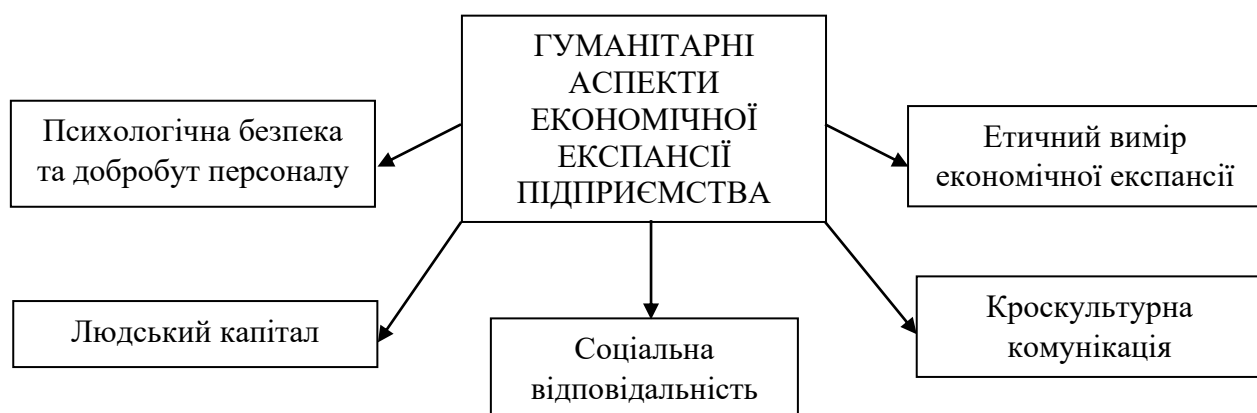 ГУМАНІТАРНІ
АСПЕКТИ
ЕКОНОМІЧНОЇ
ЕКСПАНСІЇ
ПІДПРИЄМСТВА
Психологічна безпека
та добробут персоналу
Етичний вимір
економічної експансії
Людський капітал
Соціальна
відповідальність
Кроскультурна
комунікація